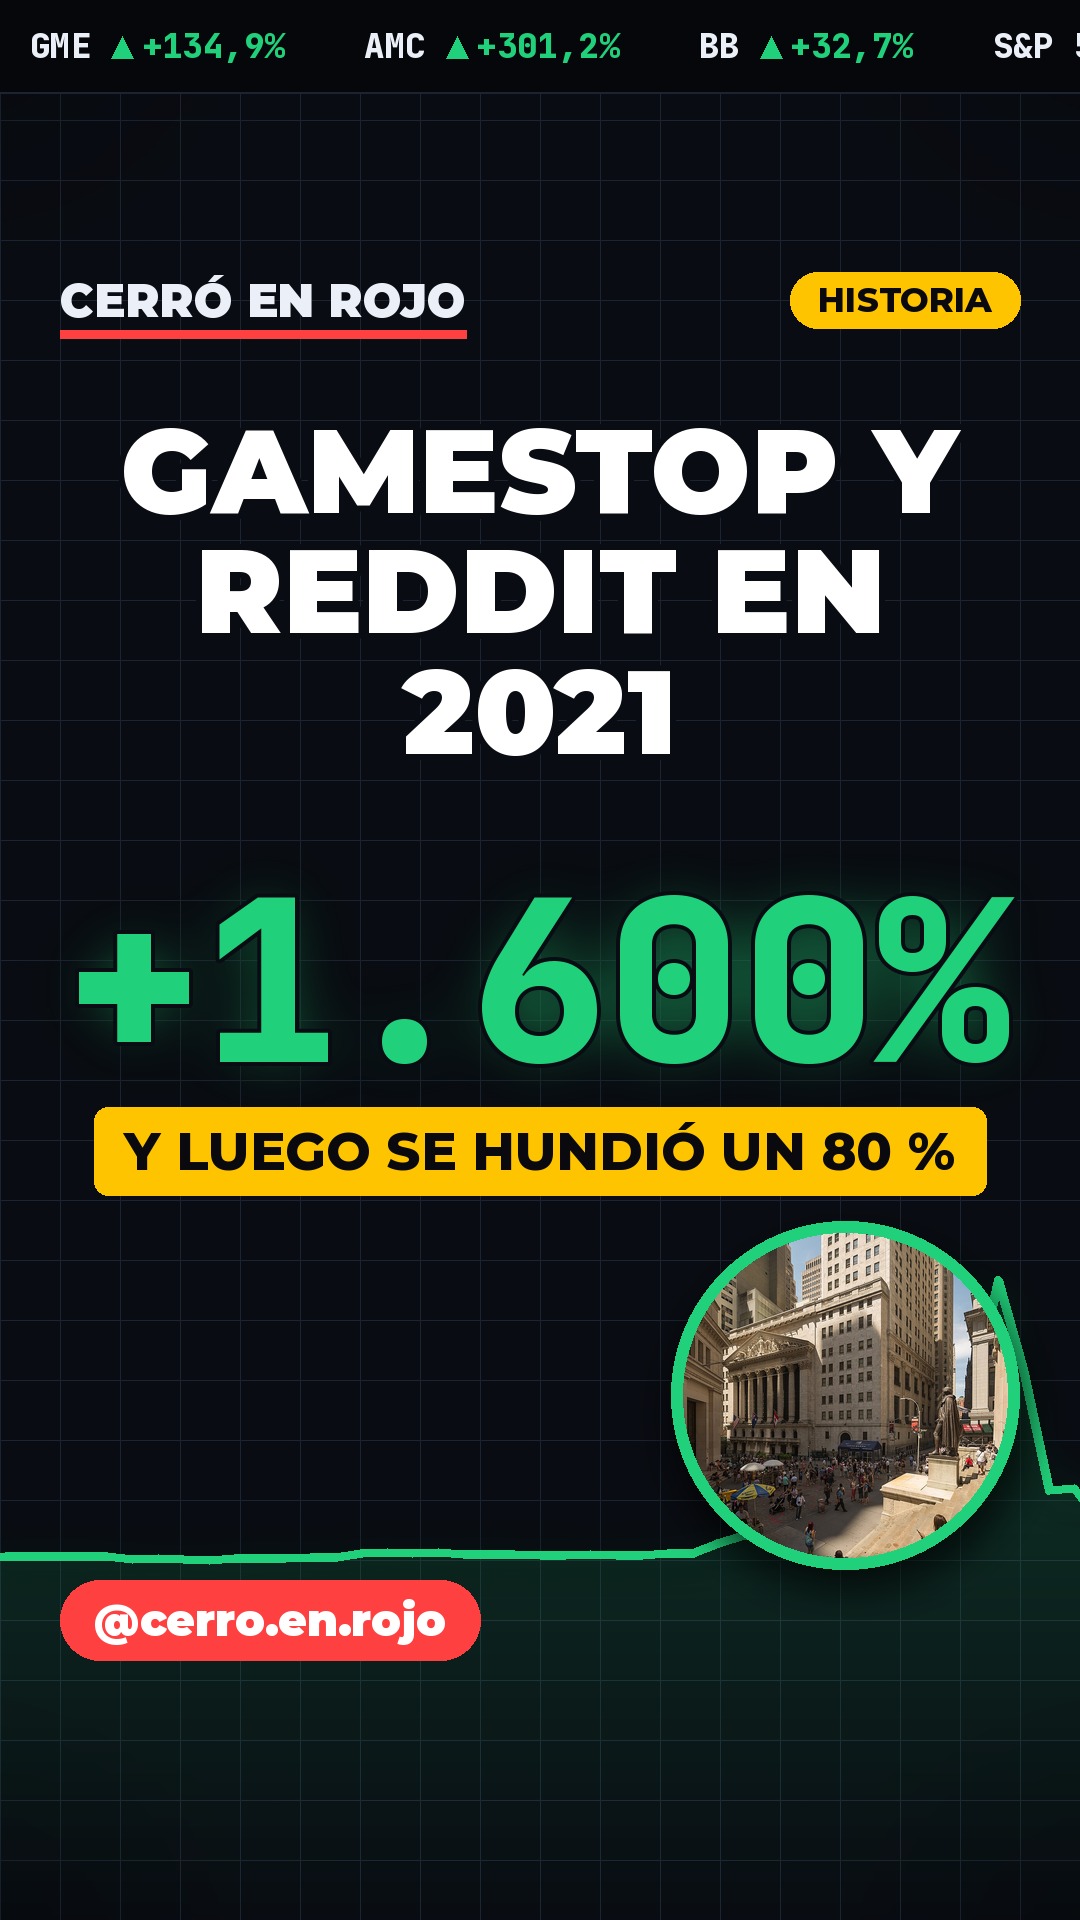 GME ▲+134,9% AMC ▲+301,2% BB ▲+32,7% S&P
CERRÓ EN ROJO
HISTORIA
GAMESTOP Y
REDDIT EN
2021
+1.600%
Y LUEGO SE HUNDIÓ UN 80 %
@cerro.en.rojo